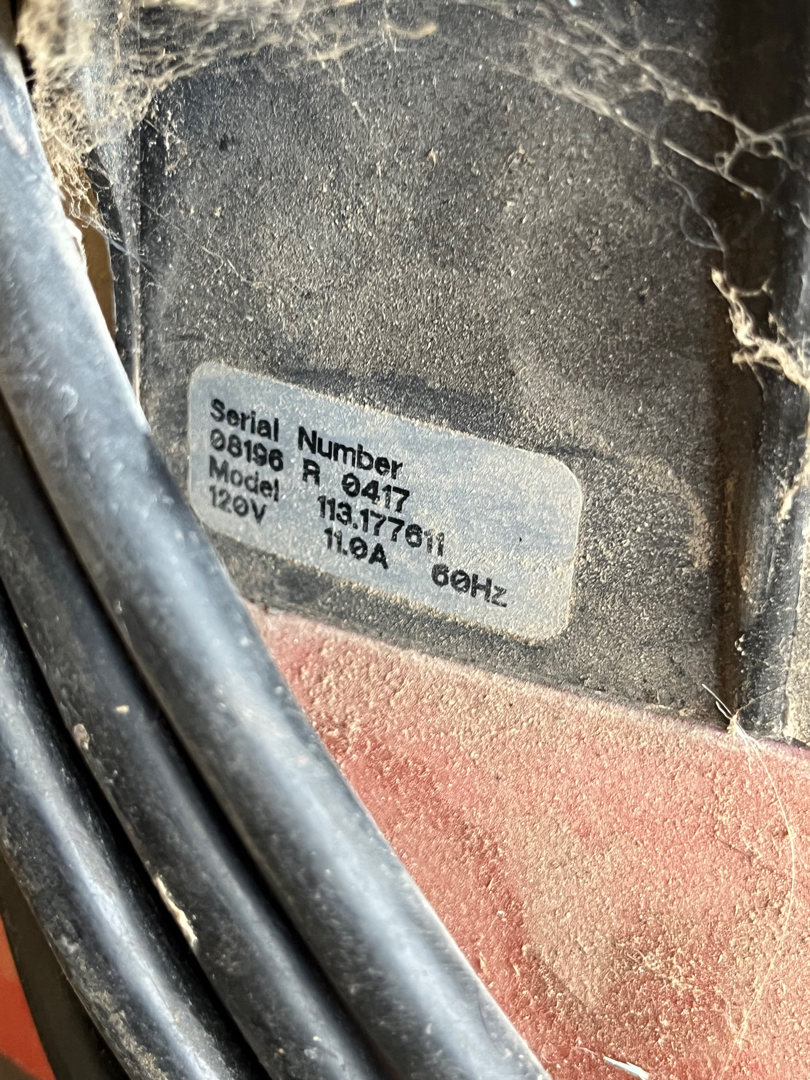 Serial Number
08196 R 0417
Model 113.177611
120V 11.0A 60Hz